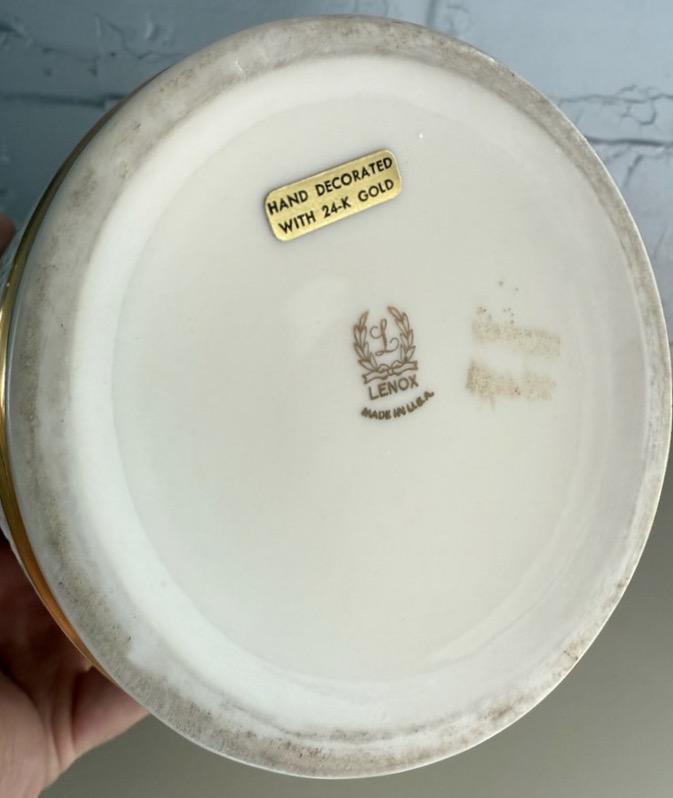 HAND DECORATED
WITH 24-K GOLD
L
LENOX
MADE IN U.S.A